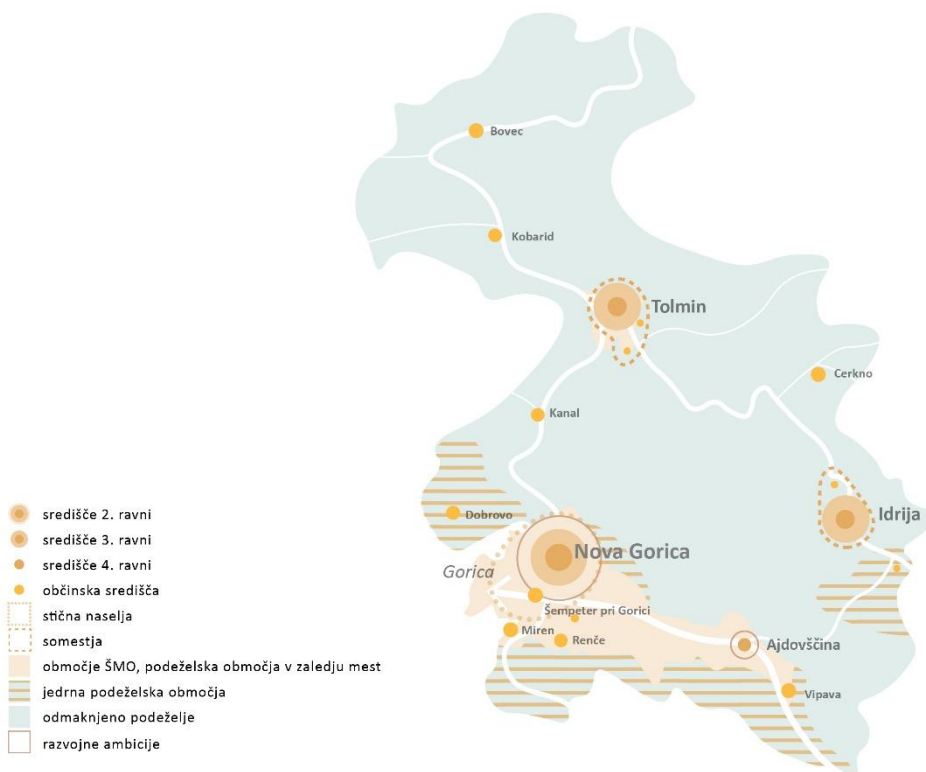 Bovec
Kobarid
Tolmin
Cerkno
Kanal
Idrija
Dobrovo
Nova Gorica
Gorica
Šempeter pri Gorici
Miren
Renče
Ajdovščina
Vipava
središče 2. ravni
središče 3. ravni
središče 4. ravni
občinska središča
stična naselja
somestja
območje ŠMO, podeželska območja v zaledju mest
jedrna podeželska območja
odmaknjeno podeželje
razvojne ambicije